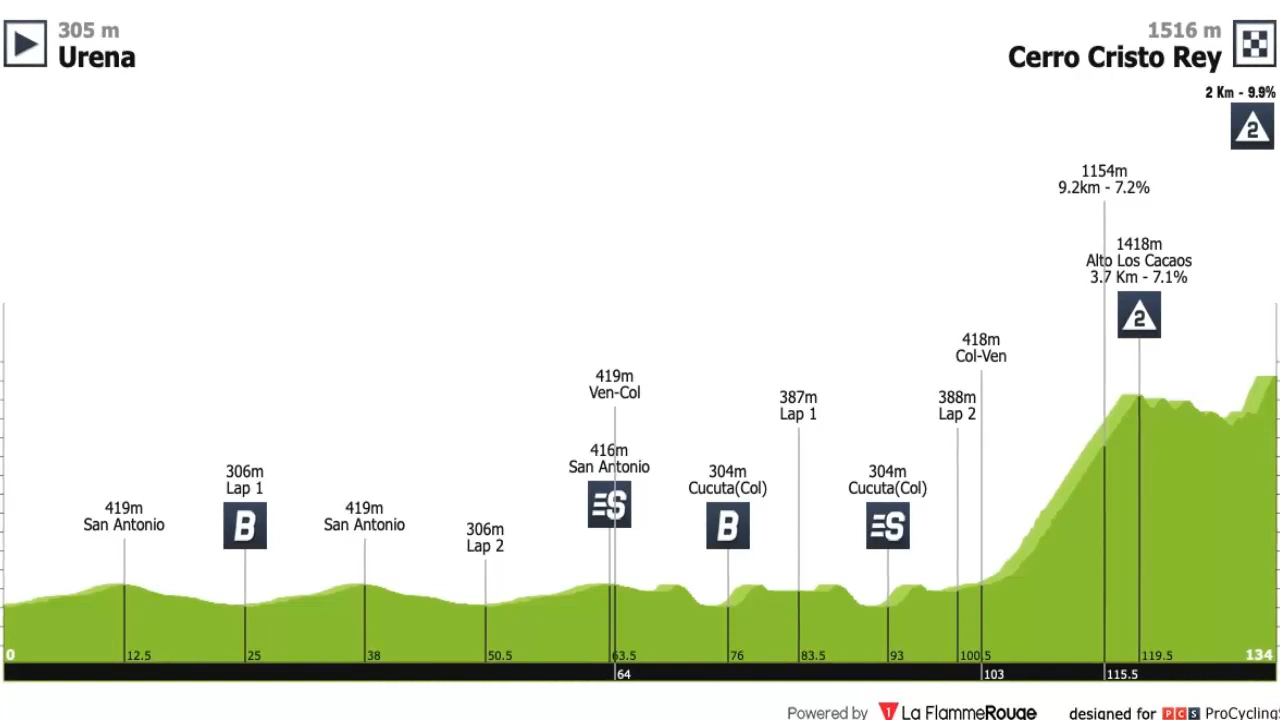 305 m
Urena
1516 m
Cerro Cristo Rey
2 Km - 9.9%
2
1154m
9.2km - 7.2%
1418m
Alto Los Cacaos
3.7 Km - 7.1%
2
418m
Col-Ven
419m
Ven-Col
387m
Lap 1
388m
Lap 2
416m
San Antonio
S
306m
Lap 1
B
304m
Cucuta(Col)
B
304m
Cucuta(Col)
S
419m
San Antonio
419m
San Antonio
306m
Lap 2
0 12.5 25 38 50.5 63.5 76 83.5 93 100.5 119.5 134
64 103 115.5
Powered by 1 La FlammeRouge designed for PCS ProCycling